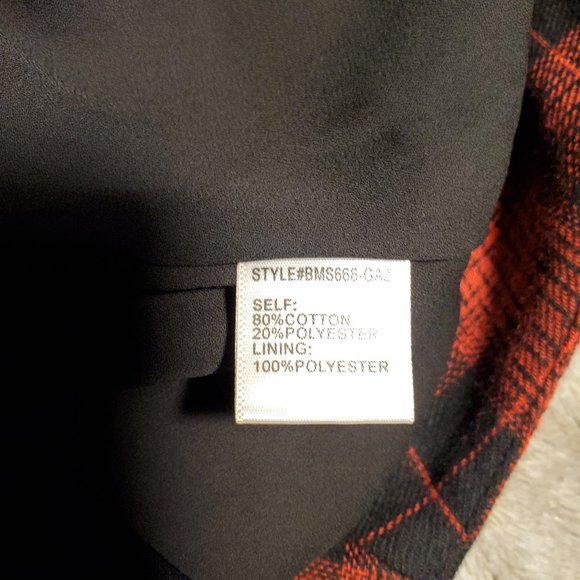 STYLE#BMS668-GAZ
SELF:
80%COTTON
20%POLYESTER
LINING:
100%POLYESTER